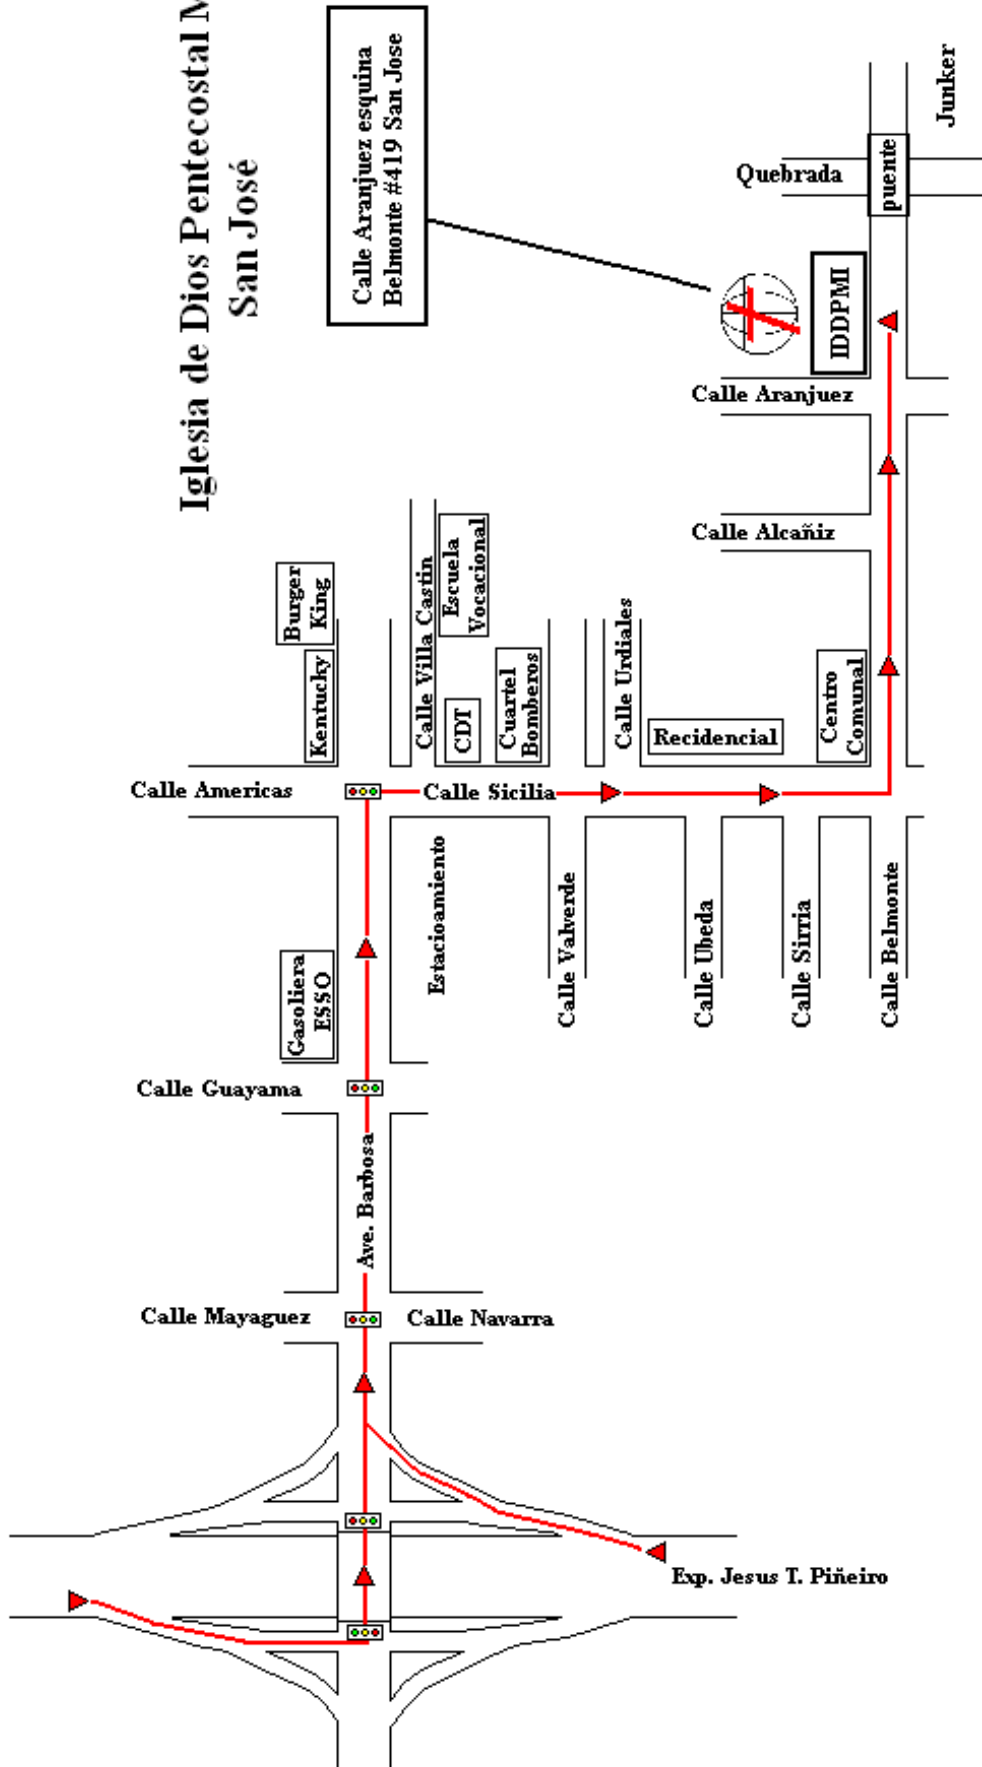 Iglesia de Dios Pentecostal M
San José
Calle Aranjuez esquina
Belmonte #419 San Jose
Junker
Quebrada
puente
IDDPMI
Calle Aranjuez
Calle Alcañiz
Burger
King
Kentucky
Calle Villa Castin
Escuela
Vocacional
CDT
Cuartel
Bomberos
Calle Urdiales
Recidencial
Centro
Comunal
Calle Americas
Calle Sicilia
Estacioamiento
Calle Valverde
Calle Ubeda
Calle Sirria
Calle Belmonte
Gasoliera
ESSO
Calle Guayama
Ave. Barbosa
Calle Mayaguez
Calle Navarra
Exp. Jesus T. Piñeiro